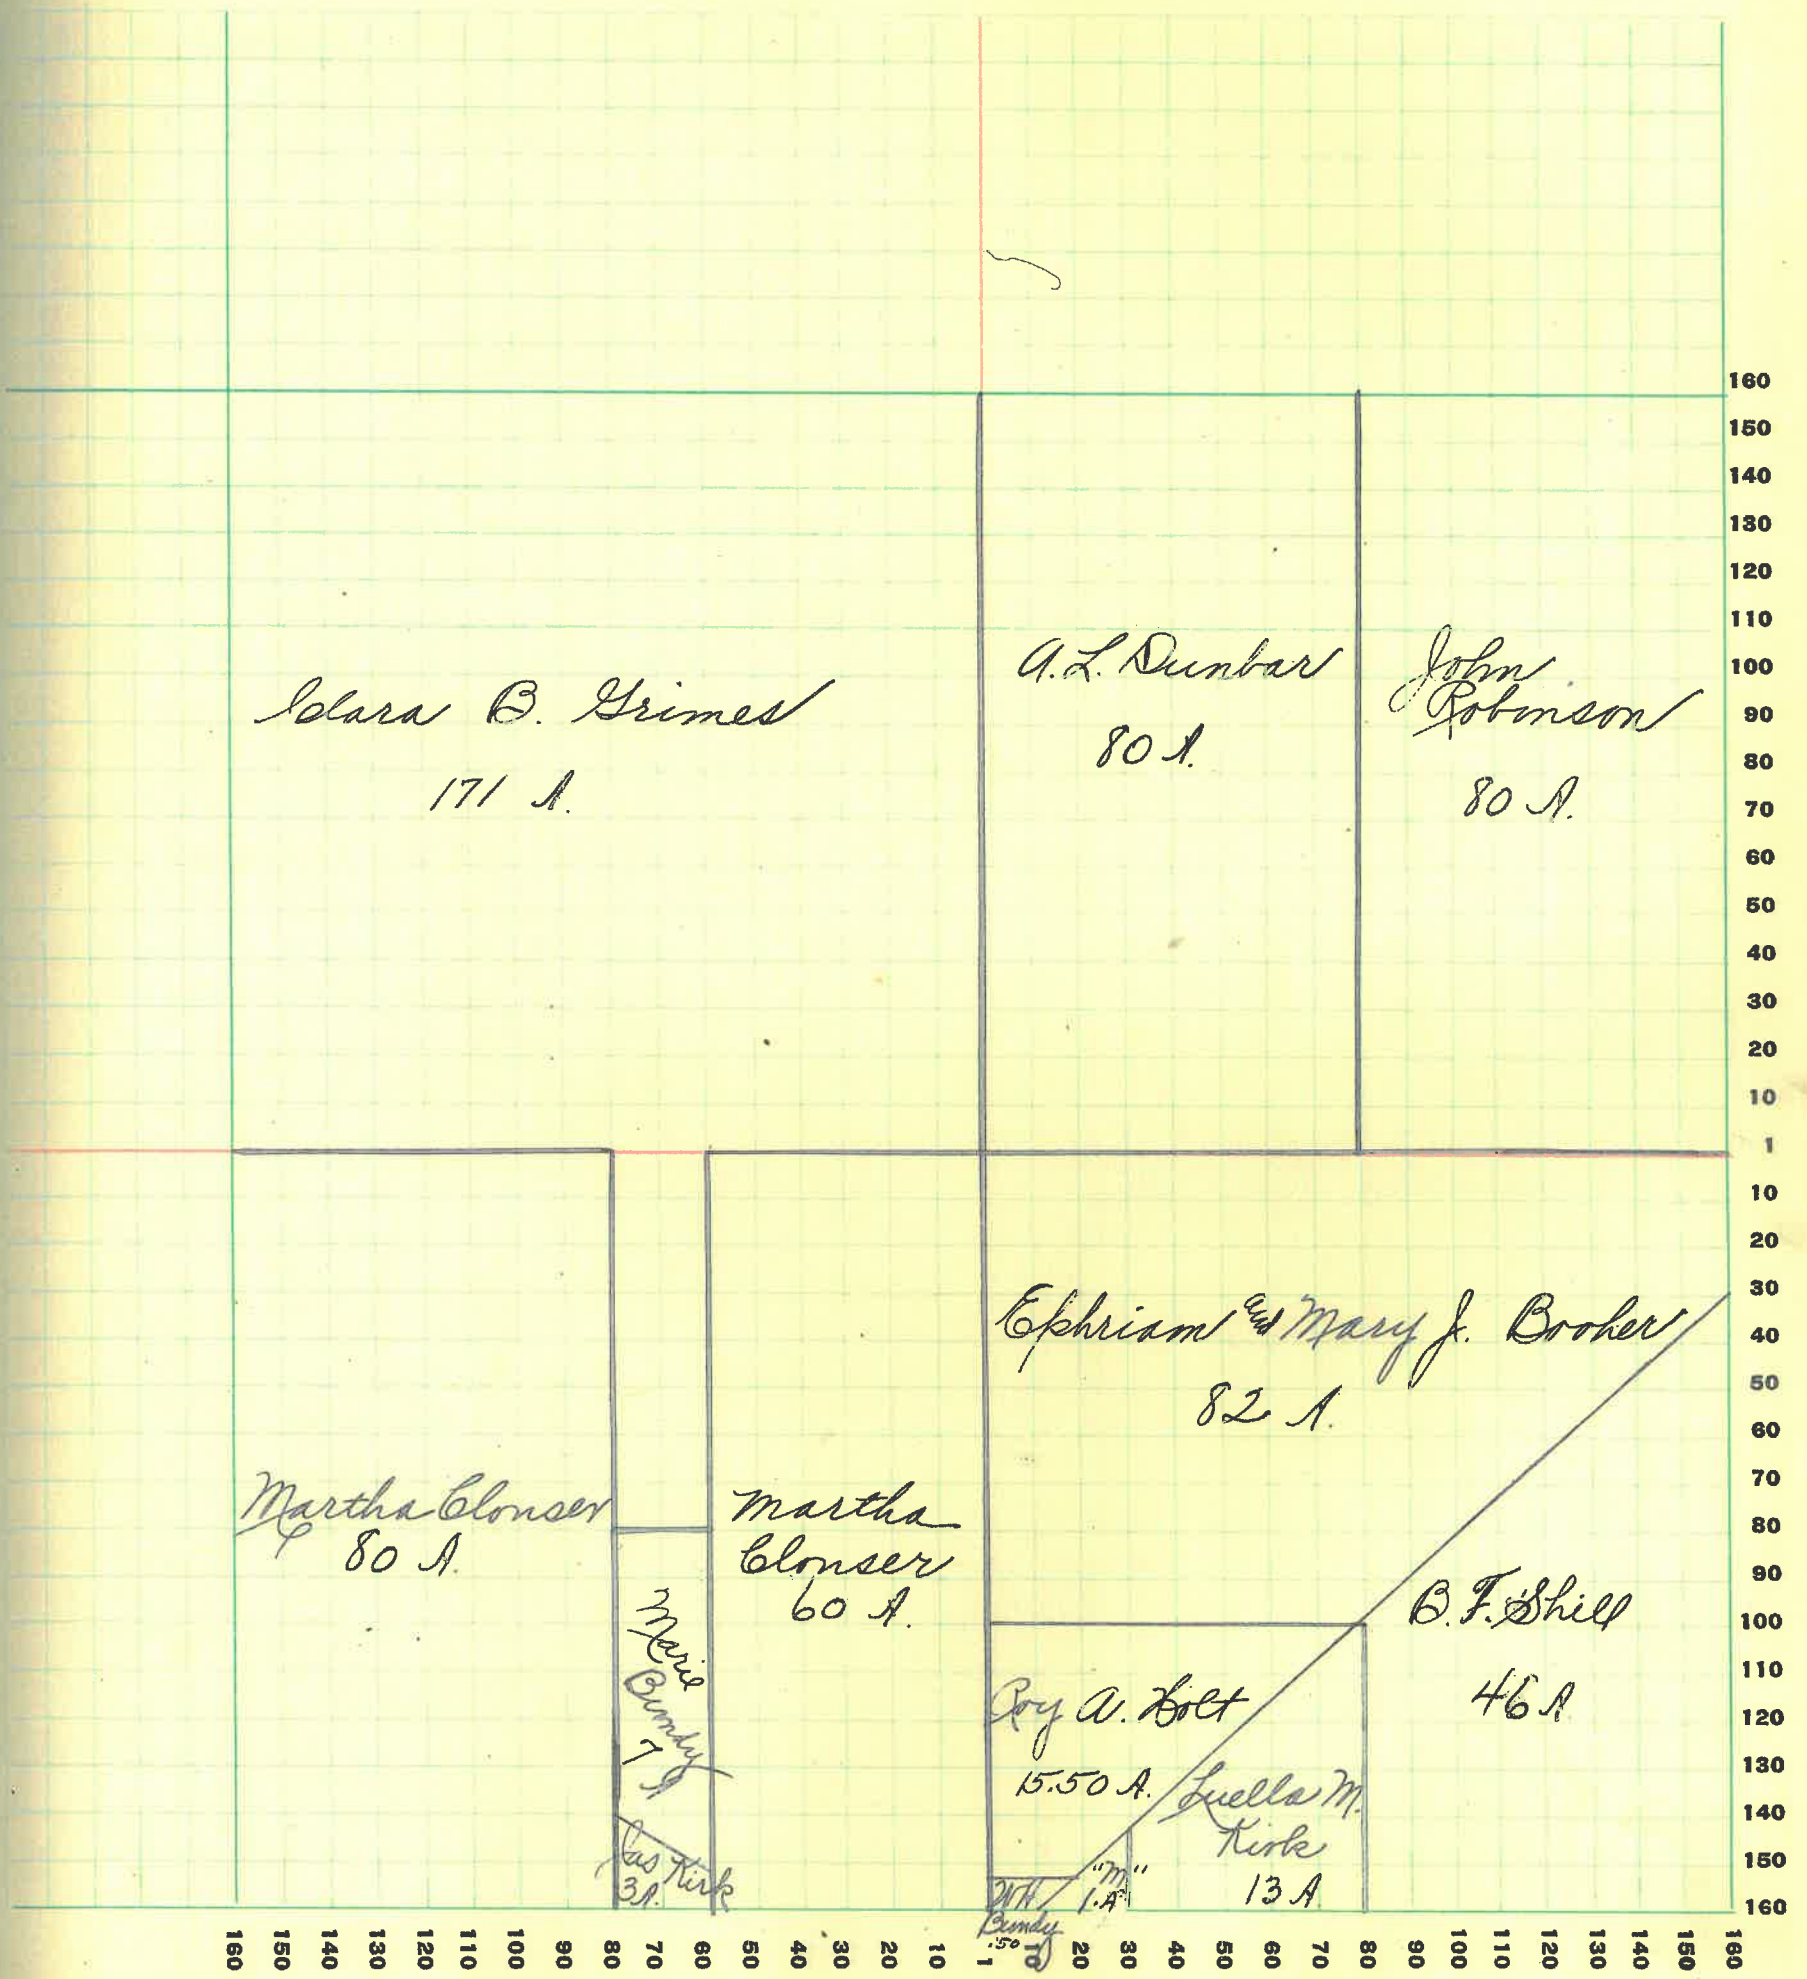 Clara B. Grimes
171 A.
A. L. Dunbar
80 A.
John
Robinson
80 A.
Ephriam and Mary J. Booher
82 A.
Martha Clonser
80 A.
Martha
Clonser
60 A.
Marie
Bundy
7 A
Jas Kirk
3 A.
B. F. Shill
46 A
Roy A. Holt
15.50 A.
Luella M.
Kirk
13 A
"M"
1. A
WH
Bundy
.50
160
150
140
130
120
110
100
90
80
70
60
50
40
30
20
10
1
10
20
30
40
50
60
70
80
90
100
110
120
130
140
150
160
160 150 140 130 120 110 100 90 80 70 60 50 40 30 20 10 1 10 20 30 40 50 60 70 80 90 100 110 120 130 140 150 160